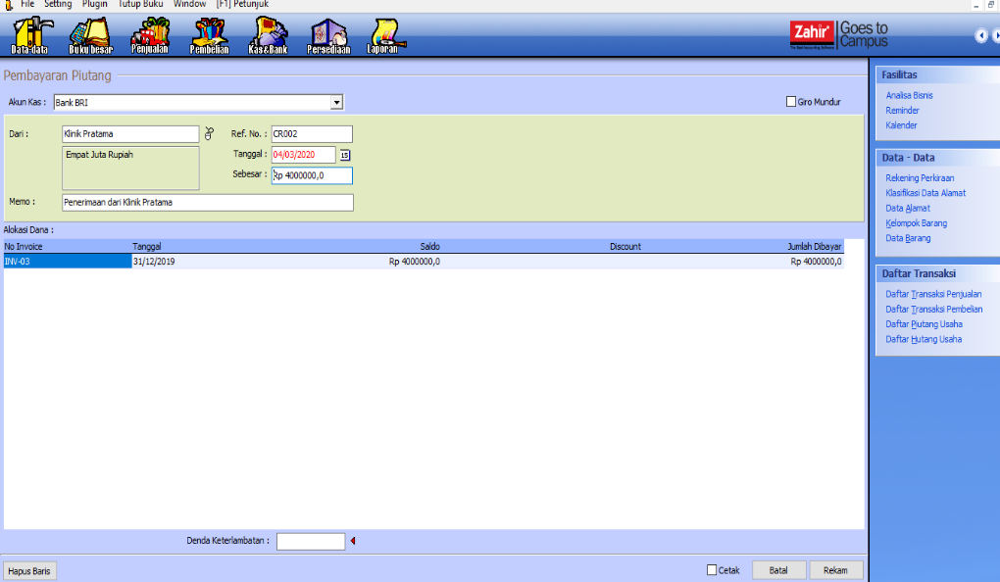 File Setting Plugin Tutup Buku Window [F1] Petunjuk
Data-data Buku besar Penjualan Pembelian Kas&Bank Persediaan Laporan
Zahir Goes to Campus
Pembayaran Piutang
Akun Kas : Bank BRI Giro Mundur
Dari : Klinik Pratama Ref. No. : CR002
Empat Juta Rupiah Tanggal : 04/03/2020 15
Sebesar : Rp 4000000,0
Memo : Penerimaan dari Klinik Pratama
Alokasi Dana :
No Invoice Tanggal Saldo Discount Jumlah Dibayar
INV-03 31/12/2019 Rp 4000000,0 Rp 4000000,0
Denda Keterlambatan :
Hapus Baris Cetak Batal Rekam
Fasilitas
Analisa Bisnis
Reminder
Kalender
Data - Data
Rekening Perkiraan
Klasifikasi Data Alamat
Data Alamat
Kelompok Barang
Data Barang
Daftar Transaksi
Daftar Transaksi Penjualan
Daftar Transaksi Pembelian
Daftar Piutang Usaha
Daftar Hutang Usaha